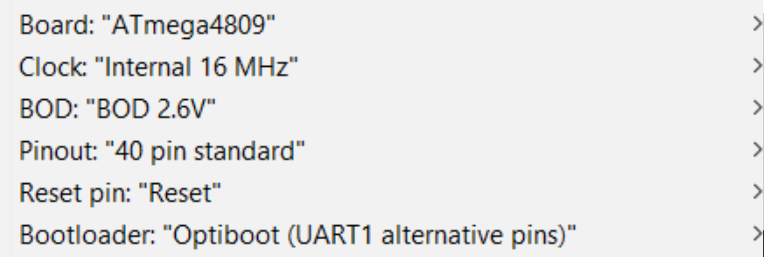 Board: "ATmega4809"
Clock: "Internal 16 MHz"
BOD: "BOD 2.6V"
Pinout: "40 pin standard"
Reset pin: "Reset"
Bootloader: "Optiboot (UART1 alternative pins)"